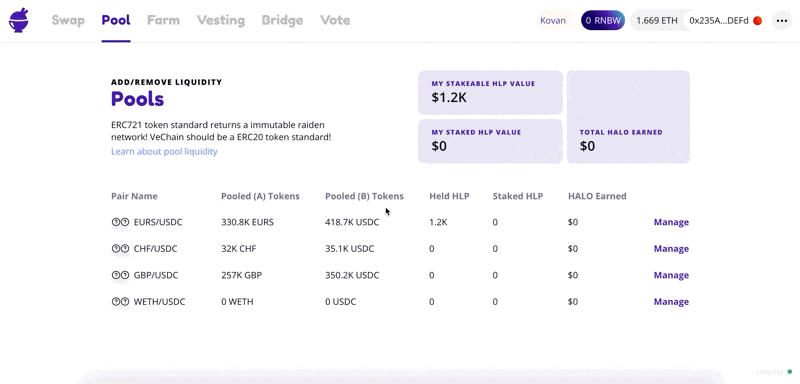 Swap Pool Farm Vesting Bridge Vote Kovan 0 RNBW 1.669 ETH 0x235A...DEFd
ADD/REMOVE LIQUIDITY
Pools
ERC721 token standard returns a immutable raiden
network! VeChain should be a ERC20 token standard!
Learn about pool liquidity
MY STAKEABLE HLP VALUE
$1.2K
MY STAKED HLP VALUE
$0
TOTAL HALO EARNED
$0
Pair Name Pooled (A) Tokens Pooled (B) Tokens Held HLP Staked HLP HALO Earned
EURS/USDC 330.8K EURS 418.7K USDC 1.2K 0 $0 Manage
CHF/USDC 32K CHF 35.1K USDC 0 0 $0 Manage
GBP/USDC 257K GBP 350.2K USDC 0 0 $0 Manage
WETH/USDC 0 WETH 0 USDC 0 0 $0 Manage